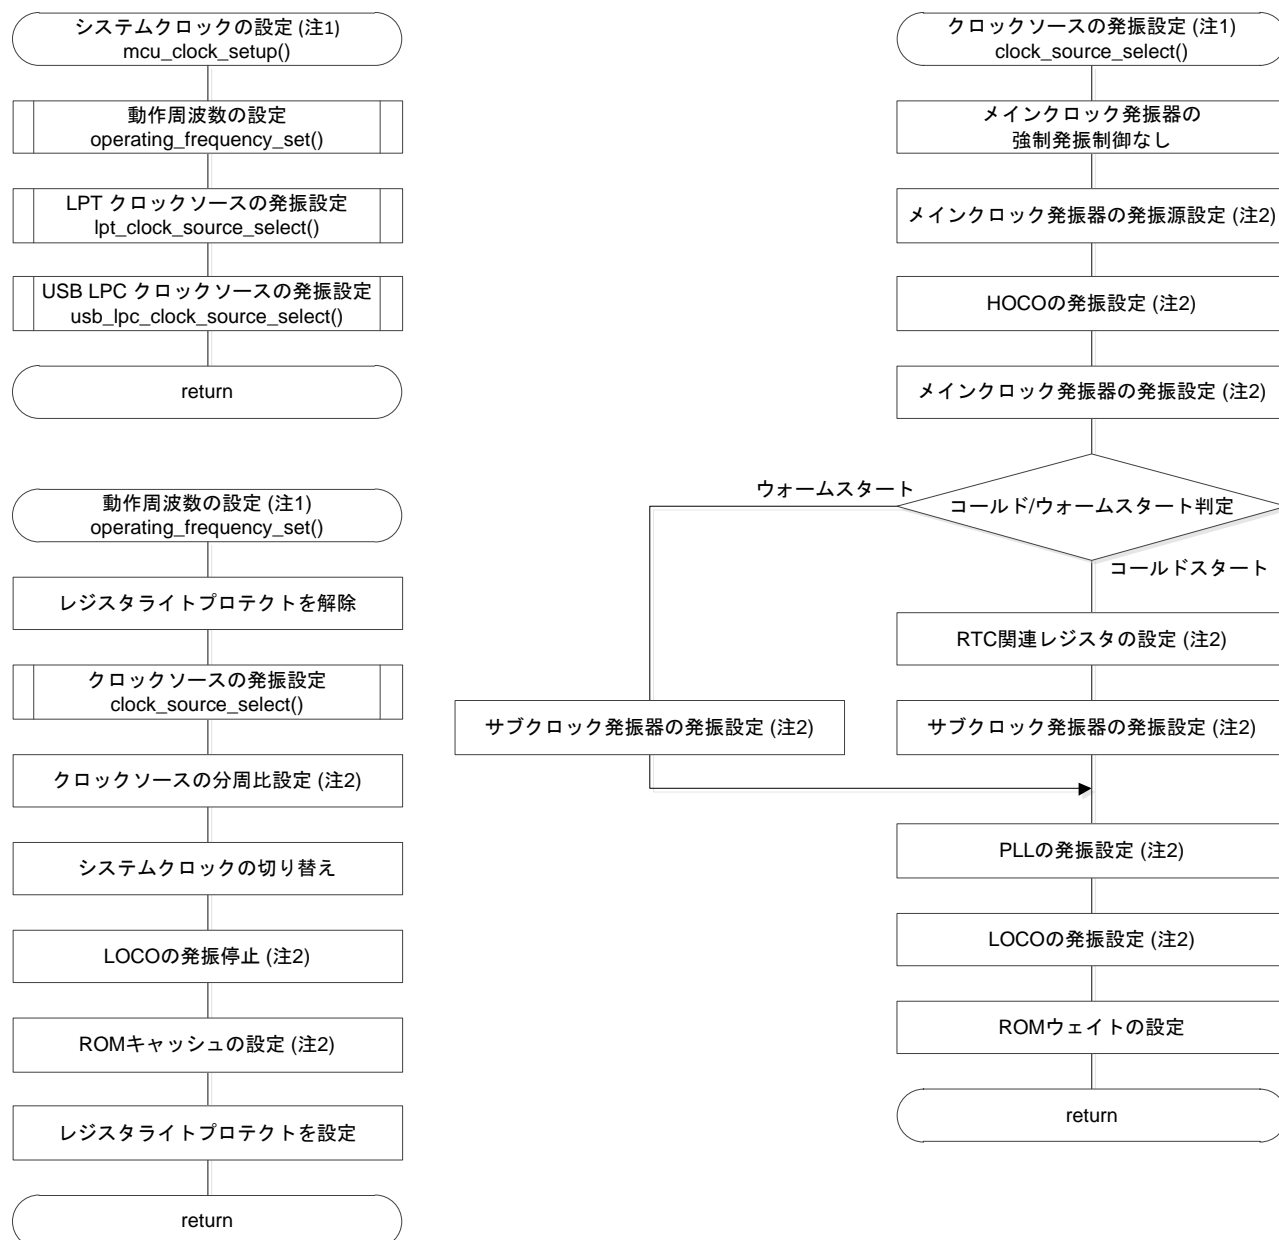 システムクロックの設定 (注1)
mcu_clock_setup()
動作周波数の設定
operating_frequency_set()
LPT クロックソースの発振設定
lpt_clock_source_select()
USB LPC クロックソースの発振設定
usb_lpc_clock_source_select()
return
動作周波数の設定 (注1)
operating_frequency_set()
レジスタライトプロテクトを解除
クロックソースの発振設定
clock_source_select()
クロックソースの分周比設定 (注2)
システムクロックの切り替え
LOCOの発振停止 (注2)
ROMキャッシュの設定 (注2)
レジスタライトプロテクトを設定
return
クロックソースの発振設定 (注1)
clock_source_select()
メインクロック発振器の
強制発振制御なし
メインクロック発振器の発振源設定 (注2)
HOCOの発振設定 (注2)
メインクロック発振器の発振設定 (注2)
コールド/ウォームスタート判定
ウォームスタート
コールドスタート
RTC関連レジスタの設定 (注2)
サブクロック発振器の発振設定 (注2)
サブクロック発振器の発振設定 (注2)
PLLの発振設定 (注2)
LOCOの発振設定 (注2)
ROMウェイトの設定
return